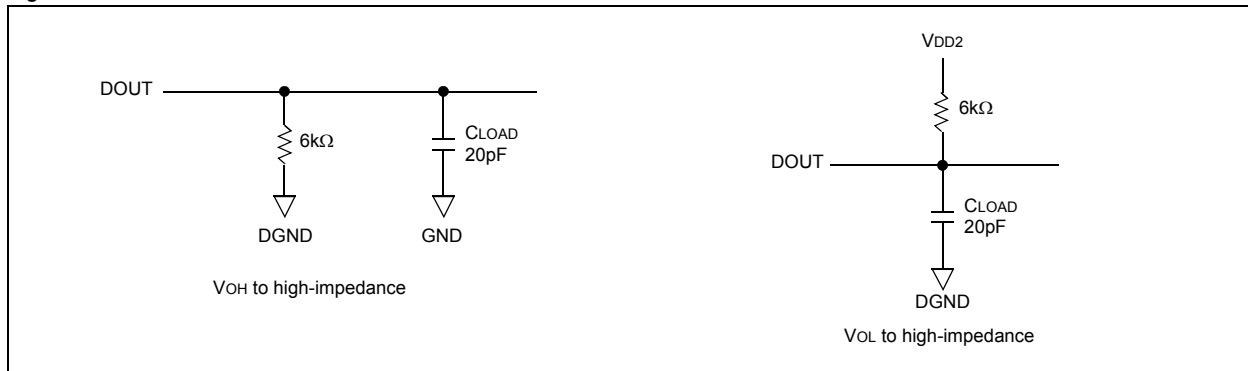 DOUT
6kΩ
CLOAD
20pF
DGND
GND
VOH to high-impedance
VDD2
6kΩ
DOUT
CLOAD
20pF
DGND
VOL to high-impedance